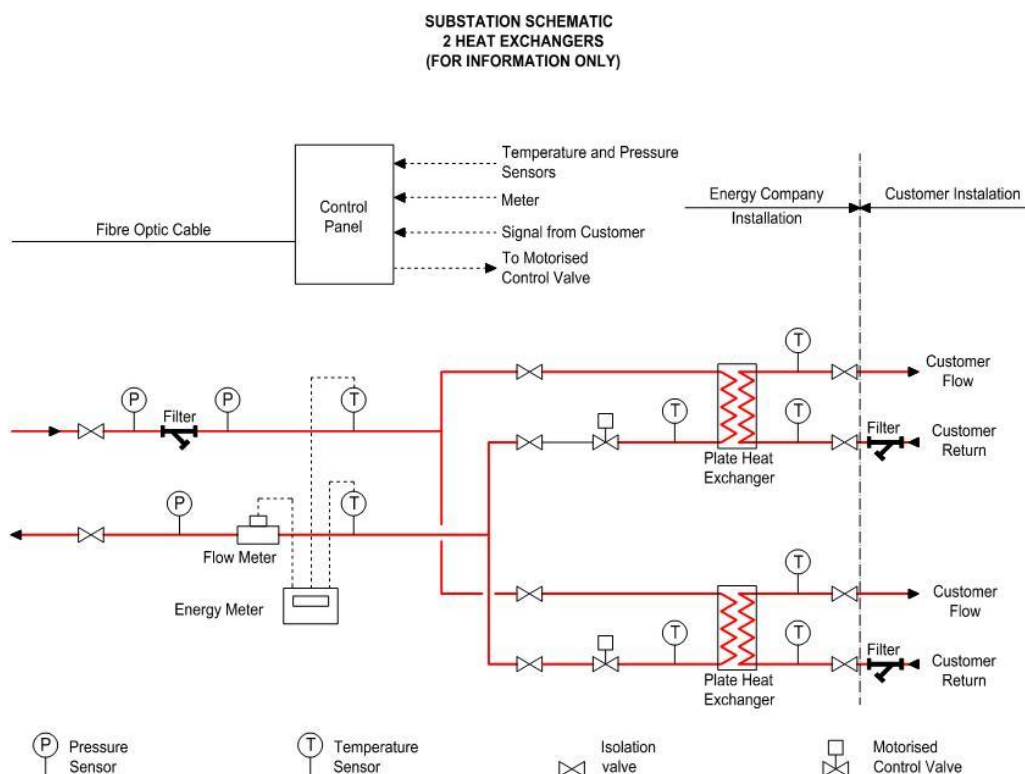 SUBSTATION SCHEMATIC
2 HEAT EXCHANGERS
(FOR INFORMATION ONLY)
Temperature and Pressure
Sensors
Meter
Signal from Customer
To Motorised
Control Valve
Control
Panel
Fibre Optic Cable
Energy Company
Installation
Customer Instalation
P
Filter
P
T
T
Customer
Flow
T
T
Filter
Customer
Return
Plate Heat
Exchanger
P
T
Flow Meter
Energy Meter
T
Customer
Flow
T
T
Filter
Customer
Return
Plate Heat
Exchanger
P
Pressure
Sensor
T
Temperature
Sensor
Isolation
valve
Motorised
Control Valve